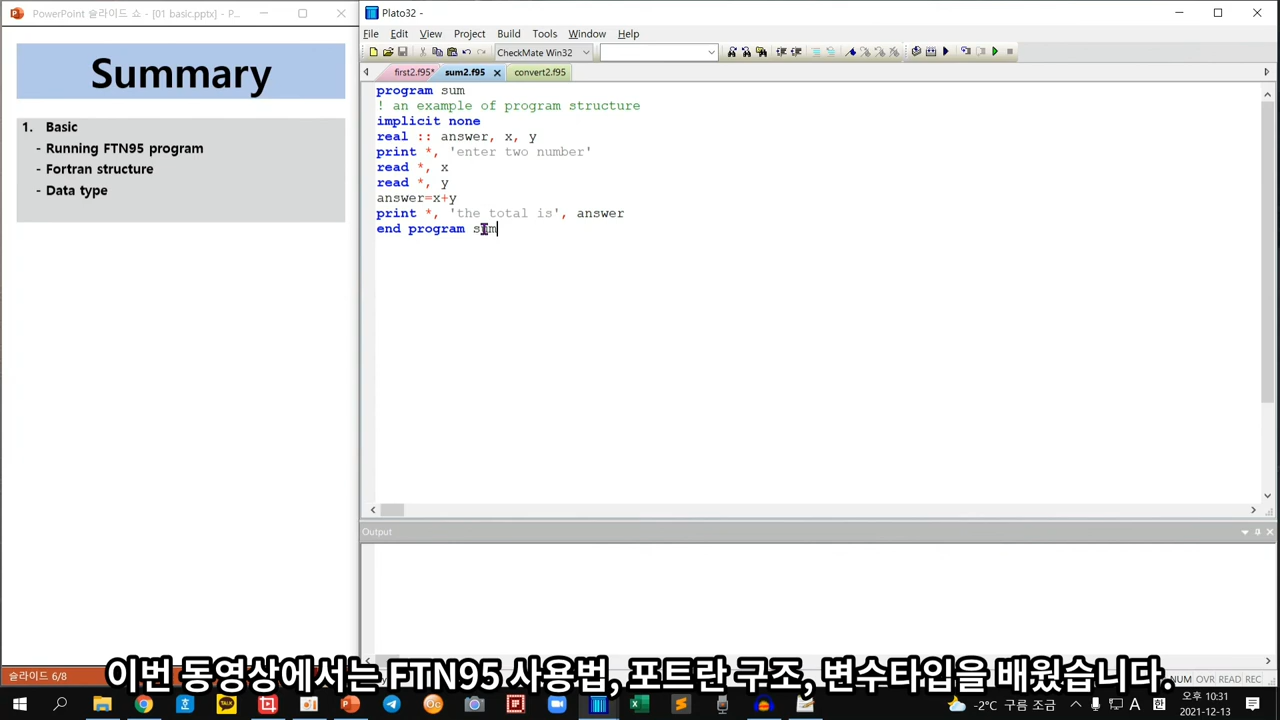 PowerPoint 슬라이드 쇼 - [01 basic.pptx] - P...
Summary
1. Basic
- Running FTN95 program
- Fortran structure
- Data type
슬라이드 6/8
Plato32 -
File Edit View Project Build Tools Window Help
CheckMate Win32
first2.f95* sum2.f95 convert2.f95
program sum
! an example of program structure
implicit none
real :: answer, x, y
print *, 'enter two number'
read *, x
read *, y
answer=x+y
print *, 'the total is', answer
end program sum
Output
이번 동영상에서는 FTN95 사용법, 포트란 구조, 변수타입을 배웠습니다.
NUM OVR READ REC
TALK
-2°C 구름 조금
A
한
오후 10:31
2021-12-13